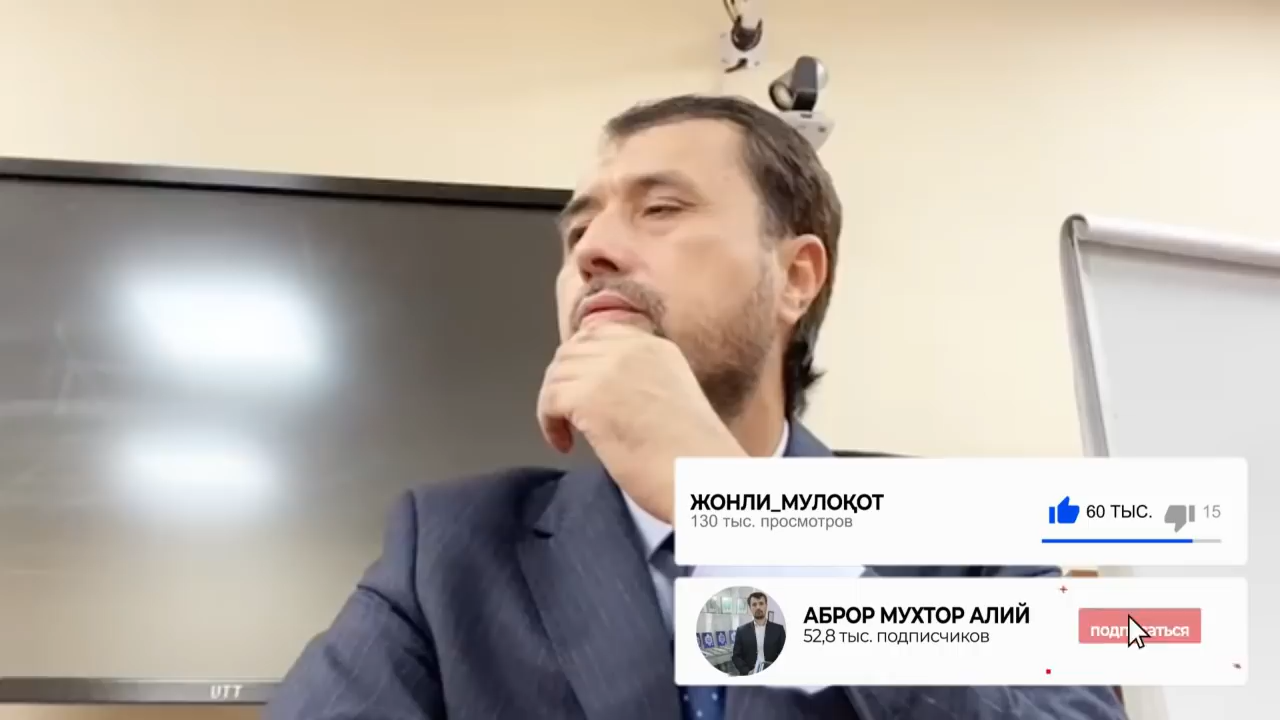 ЖОНЛИ_МУЛОҚОТ
130 тыс. просмотров
60 ТЫС.
15
АБРОР МУХТОР АЛИЙ
52,8 тыс. подписчиков
UTT